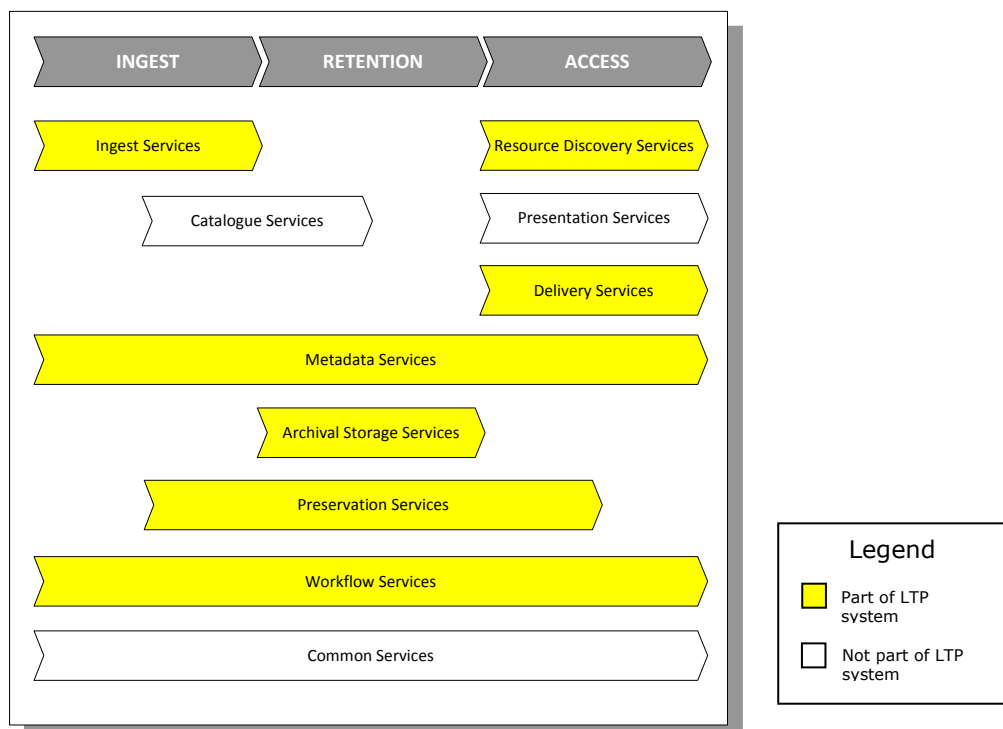 INGEST
RETENTION
ACCESS
Ingest Services
Resource Discovery Services
Catalogue Services
Presentation Services
Delivery Services
Metadata Services
Archival Storage Services
Preservation Services
Workflow Services
Common Services
Legend
Part of LTP
system
Not part of LTP
system